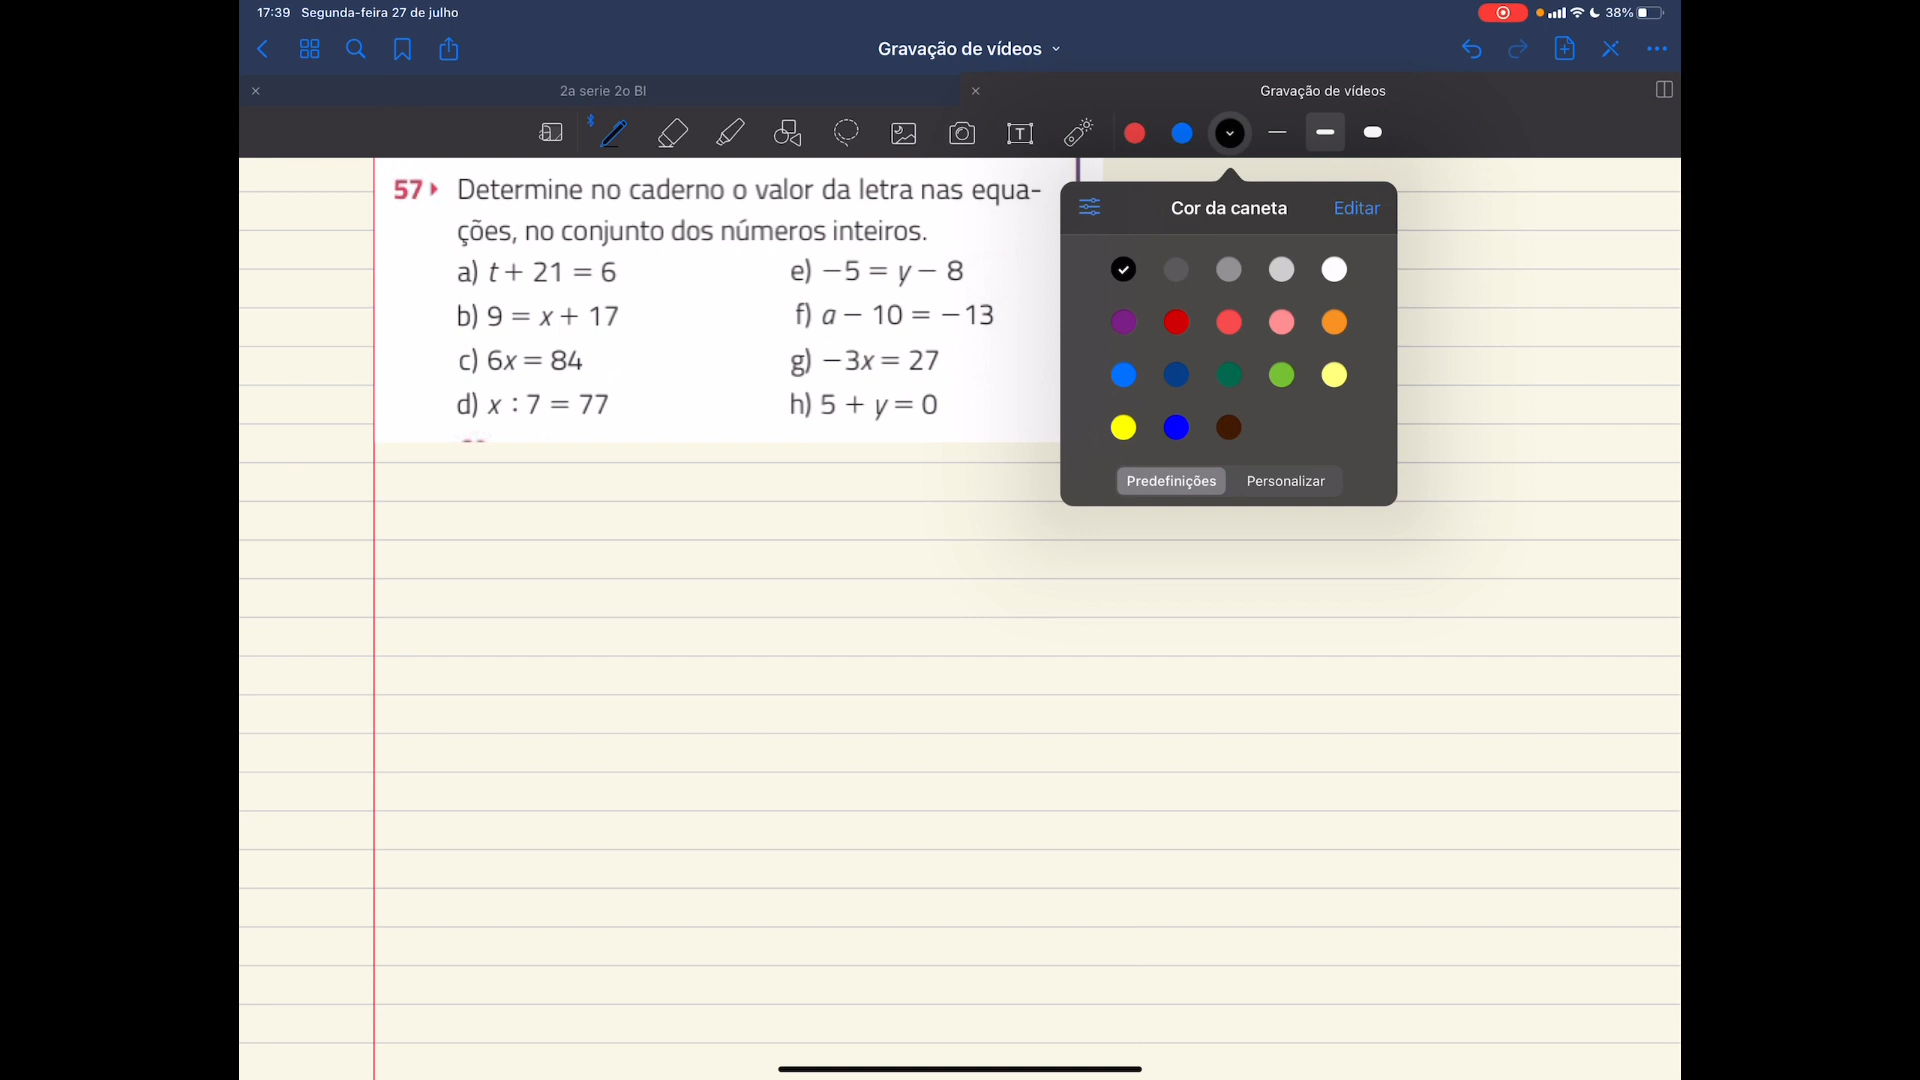 17:39 Segunda-feira 27 de julho
38%
Gravação de vídeos
2a serie 2o BI
Gravação de vídeos
T
57 Determine no caderno o valor da letra nas equa-
ções, no conjunto dos números inteiros.
a) t + 21 = 6
e) −5 = y − 8
b) 9 = x + 17
f) a − 10 = −13
c) 6x = 84
g) −3x = 27
d) x : 7 = 77
h) 5 + y = 0
Cor da caneta
Editar
Predefinições
Personalizar